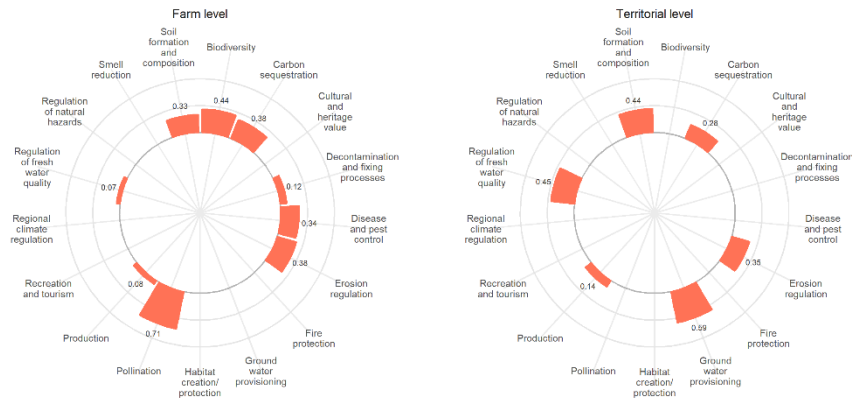 Farm level
Soil
formation
and
composition
Biodiversity
Carbon
sequestration
Cultural
and
heritage
value
Decontamination
and fixing
processes
Disease
and pest
control
Erosion
regulation
Fire
protection
Ground
water
provisioning
Habitat
creation/
protection
Pollination
Production
Recreation
and tourism
Regional
climate
regulation
Regulation
of fresh
water
quality
Regulation
of natural
hazards
Smell
reduction
0.33
0.44
0.38
0.12
0.34
0.38
0.71
0.08
0.07
Territorial level
Soil
formation
and
composition
Biodiversity
Carbon
sequestration
Cultural
and
heritage
value
Decontamination
and fixing
processes
Disease
and pest
control
Erosion
regulation
Fire
protection
Ground
water
provisioning
Habitat
creation/
protection
Pollination
Production
Recreation
and tourism
Regional
climate
regulation
Regulation
of fresh
water
quality
Regulation
of natural
hazards
Smell
reduction
0.44
0.28
0.35
0.59
0.14
0.46